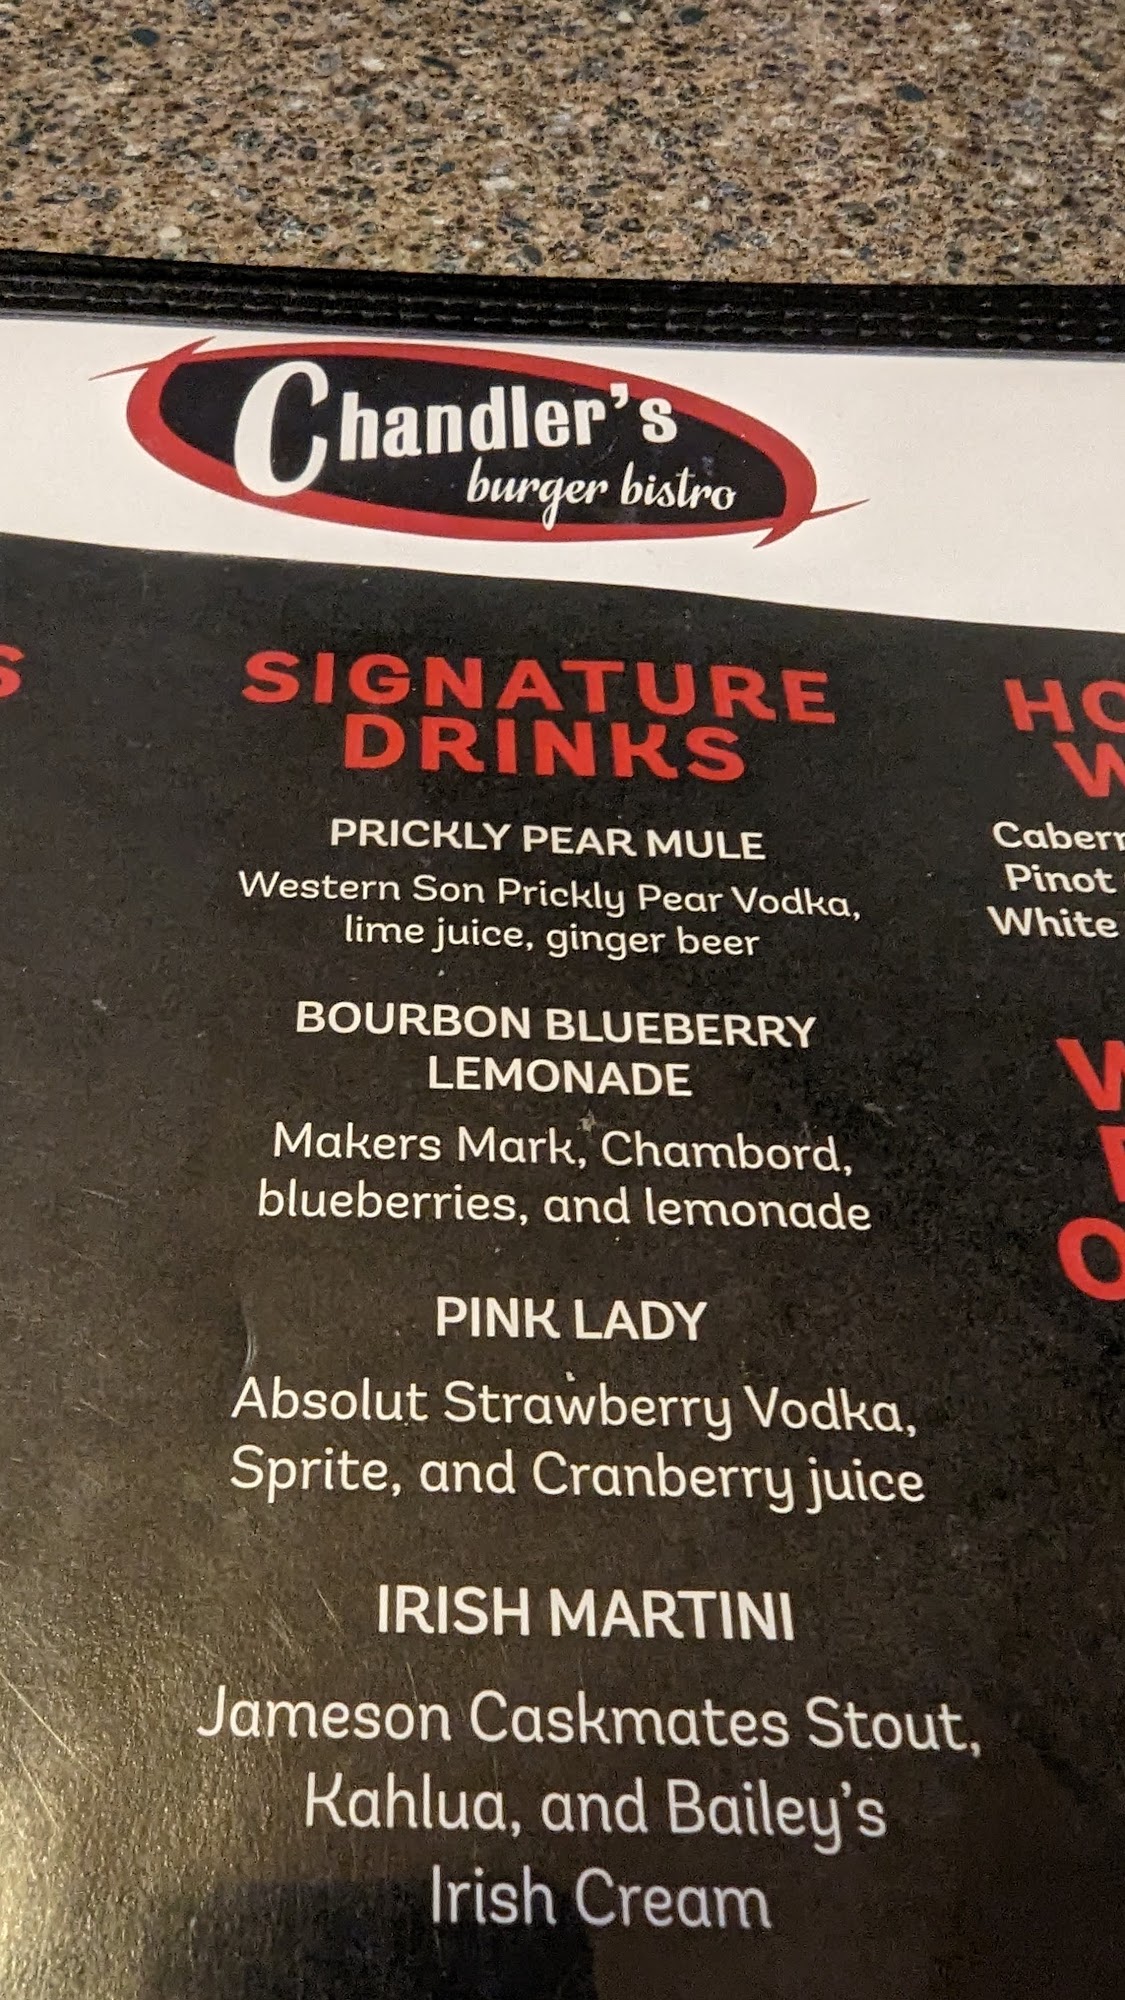 Chandler's
burger bistro
SIGNATURE
DRINKS
PRICKLY PEAR MULE
Western Son Prickly Pear Vodka,
lime juice, ginger beer
BOURBON BLUEBERRY
LEMONADE
Makers Mark, Chambord,
blueberries, and lemonade
PINK LADY
Absolut Strawberry Vodka,
Sprite, and Cranberry juice
IRISH MARTINI
Jameson Caskmates Stout,
Kahlua, and Bailey's
Irish Cream
Pinot
White